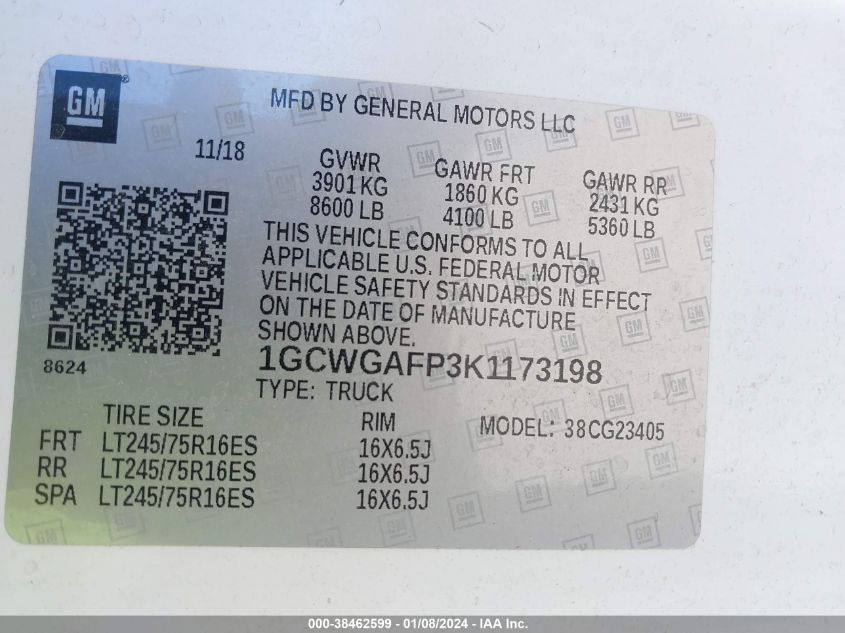 GM
MFD BY GENERAL MOTORS LLC
11/18
GVWR
3901 KG
8600 LB
GAWR FRT
1860 KG
4100 LB
GAWR RR
2431 KG
5360 LB
THIS VEHICLE CONFORMS TO ALL
APPLICABLE U.S. FEDERAL MOTOR
VEHICLE SAFETY STANDARDS IN EFFECT
ON THE DATE OF MANUFACTURE
SHOWN ABOVE.
8624
1GCWGAFP3K1173198
TYPE: TRUCK
TIRE SIZE RIM MODEL: 38CG23405
FRT LT245/75R16ES 16X6.5J
RR LT245/75R16ES 16X6.5J
SPA LT245/75R16ES 16X6.5J
000-38462599 - 01/08/2024 - IAA Inc.